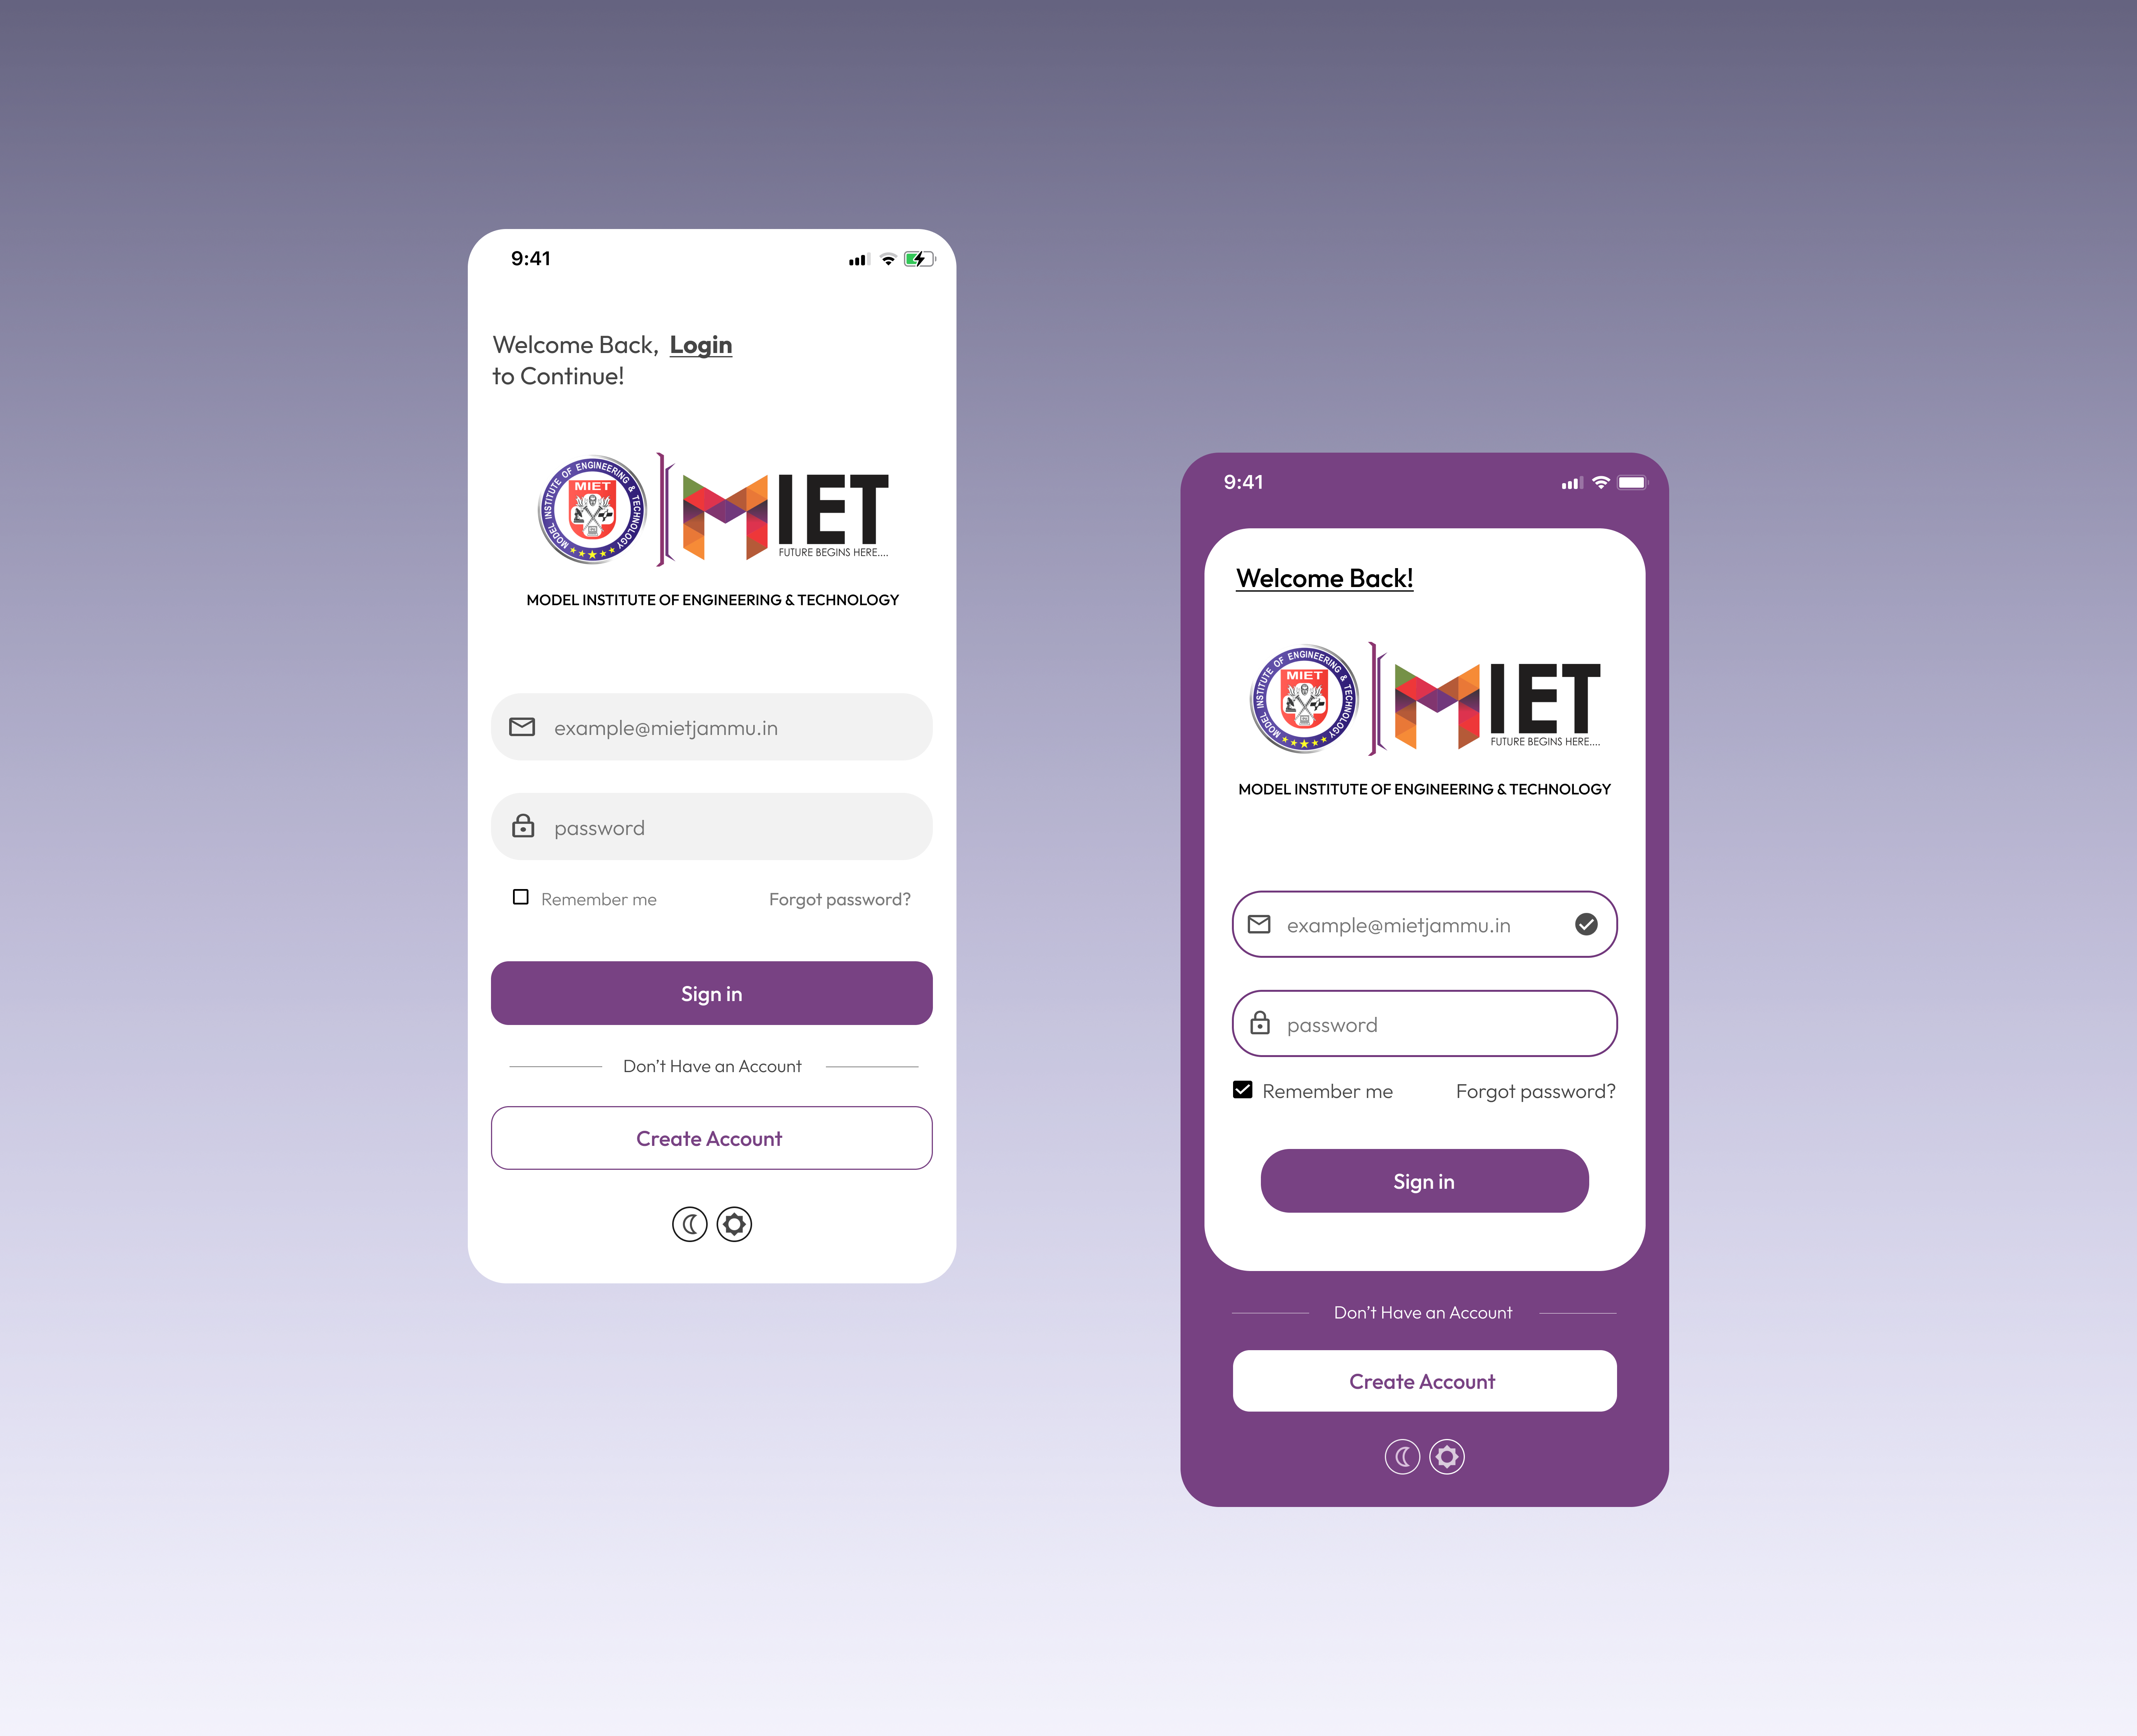 9:41
Welcome Back, Login
to Continue!
MODEL INSTITUTE OF ENGINEERING & TECHNOLOGY
MIET
IET
FUTURE BEGINS HERE....
MODEL INSTITUTE OF ENGINEERING & TECHNOLOGY
example@mietjammu.in
password
Remember me
Forgot password?
Sign in
Don't Have an Account
Create Account
9:41
Welcome Back!
MODEL INSTITUTE OF ENGINEERING & TECHNOLOGY
MIET
IET
FUTURE BEGINS HERE....
MODEL INSTITUTE OF ENGINEERING & TECHNOLOGY
example@mietjammu.in
password
Remember me
Forgot password?
Sign in
Don't Have an Account
Create Account